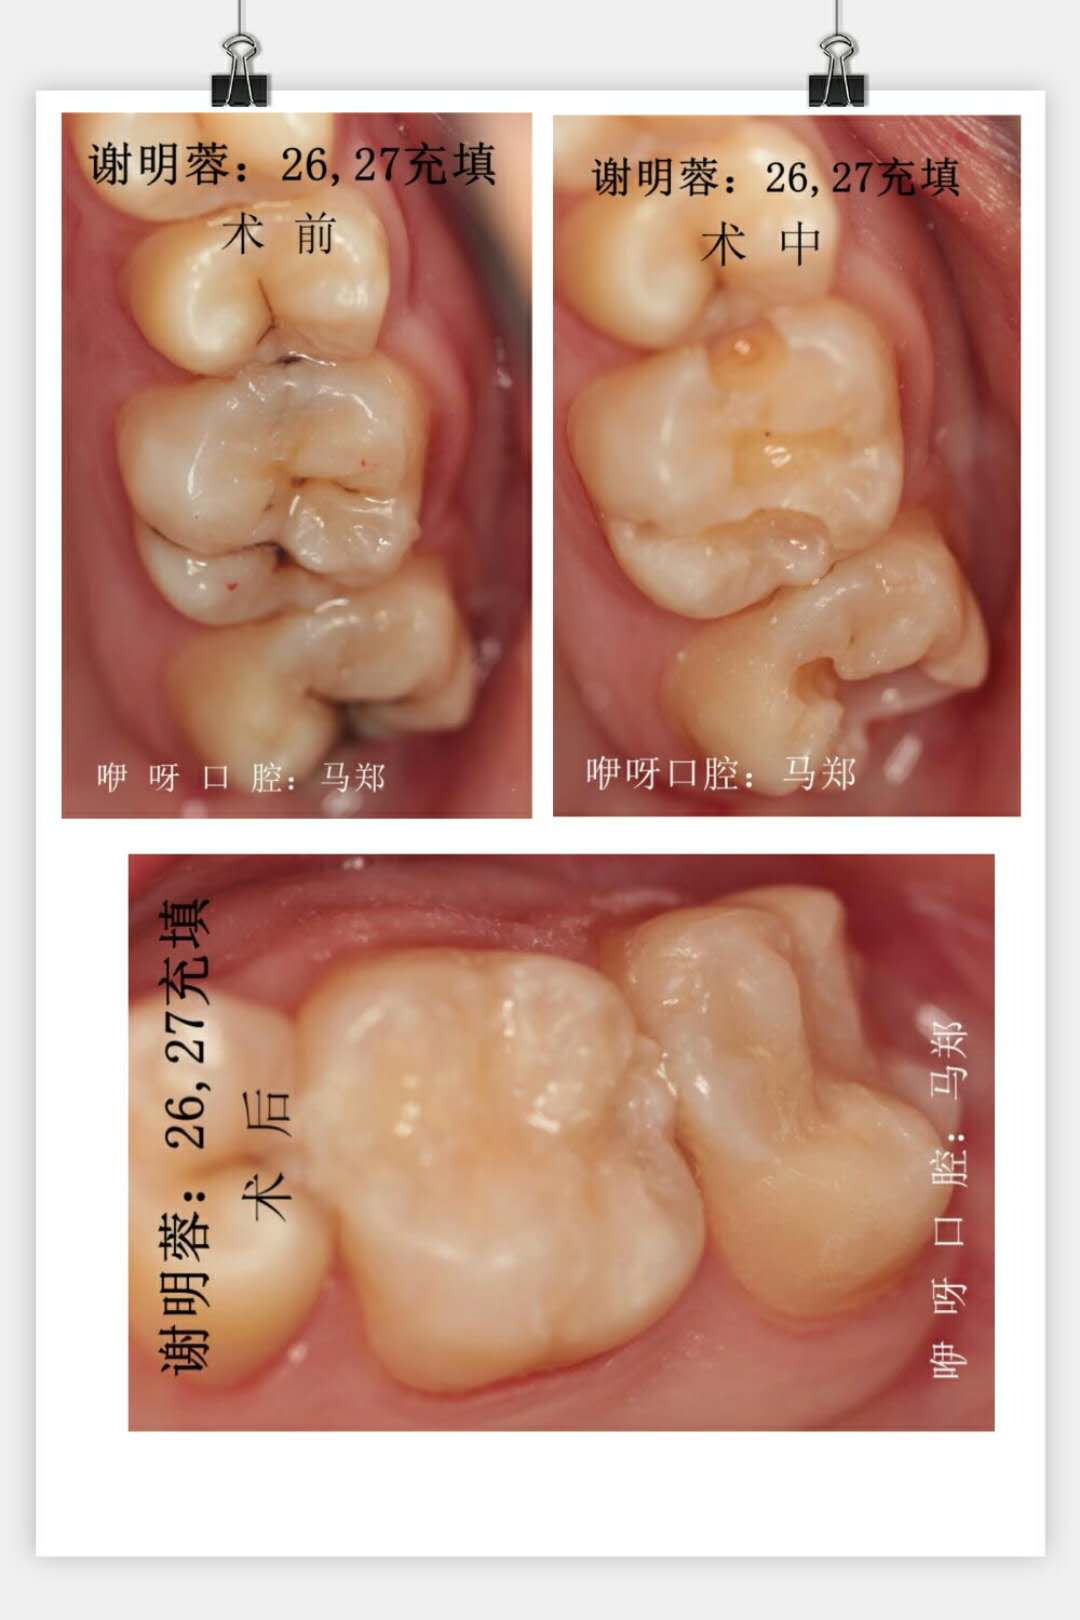 谢明蓉：26,27充填
术 前
咿 呀 口 腔：马郑
谢明蓉：26,27充填
术 中
咿呀口腔：马郑
谢明蓉：26,27充填
术 后
咿 呀 口 腔：马郑